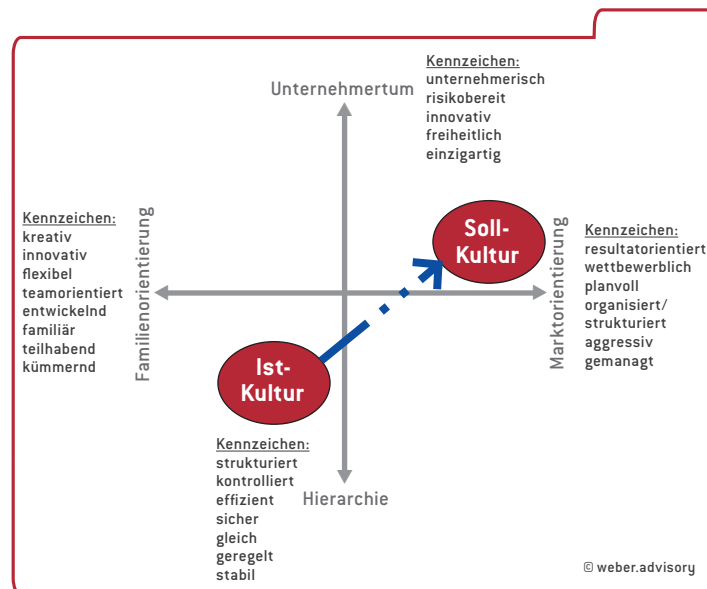 Kennzeichen:
unternehmerisch
risikobereit
innovativ
freiheitlich
einzigartig
Unternehmertum
Kennzeichen:
kreativ
innovativ
flexibel
teamorientiert
entwickelnd
familiär
teilhabend
kümmernd
Familienorientierung
Soll-
Kultur
Marktorientierung
Kennzeichen:
resultatorientiert
wettbewerblich
planvoll
organisiert/
strukturiert
aggressiv
gemanagt
Ist-
Kultur
Kennzeichen:
strukturiert
kontrolliert
effizient
sicher
gleich
geregelt
stabil
Hierarchie
© weber.advisory